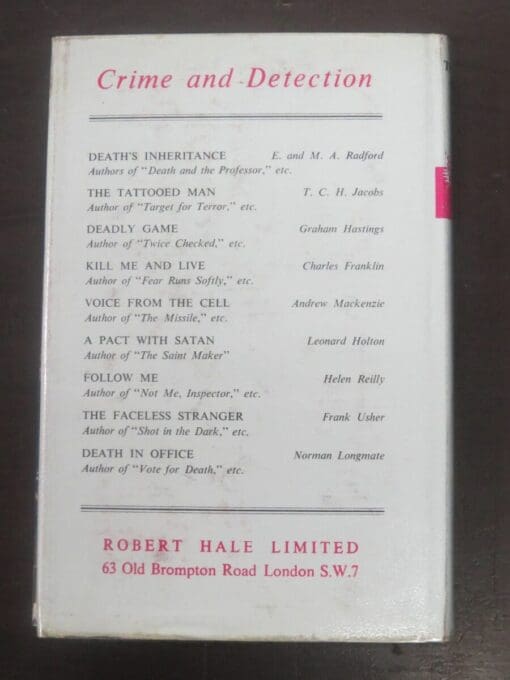 Crime and Detection
DEATH'S INHERITANCE E. and M. A. Radford
Authors of "Death and the Professor," etc.
THE TATTOOED MAN T. C. H. Jacobs
Author of "Target for Terror," etc.
DEADLY GAME Graham Hastings
Author of "Twice Checked," etc.
KILL ME AND LIVE Charles Franklin
Author of "Fear Runs Softly," etc.
VOICE FROM THE CELL Andrew Mackenzie
Author of "The Missile," etc.
A PACT WITH SATAN Leonard Holton
Author of "The Saint Maker"
FOLLOW ME Helen Reilly
Author of "Not Me, Inspector," etc.
THE FACELESS STRANGER Frank Usher
Author of "Shot in the Dark," etc.
DEATH IN OFFICE Norman Longmate
Author of "Vote for Death," etc.
ROBERT HALE LIMITED
63 Old Brompton Road London S.W.7